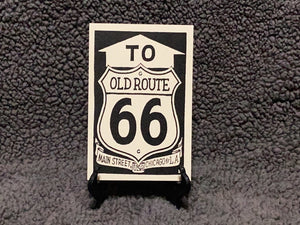 TO
OLD ROUTE
66
MAIN STREET CHICAGO L.A.